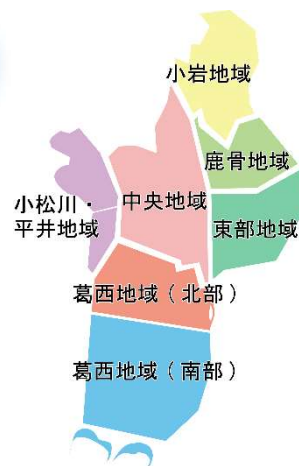 小岩地域
鹿骨地域
小松川・
平井地域
中央地域
東部地域
葛西地域（北部）
葛西地域（南部）